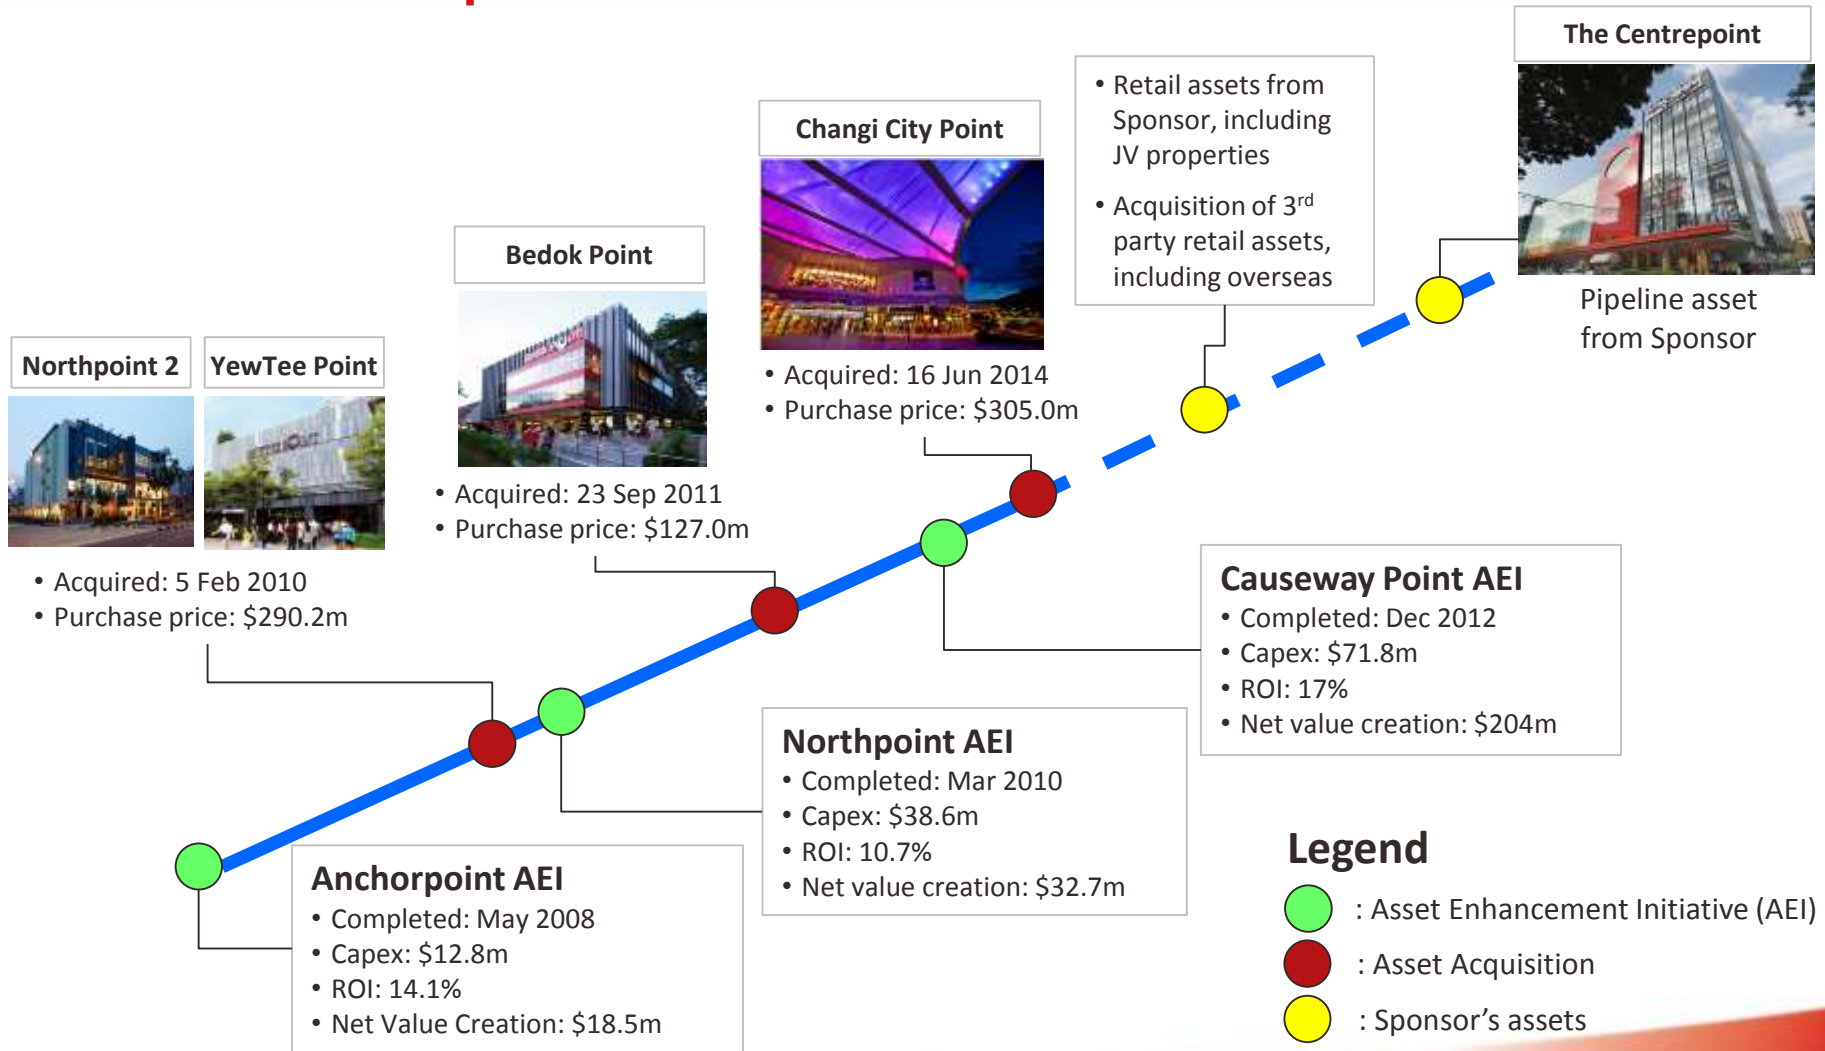 The Centrepoint
Pipeline asset
from Sponsor
• Retail assets from
Sponsor, including
JV properties
• Acquisition of 3rd
party retail assets,
including overseas
Changi City Point
• Acquired: 16 Jun 2014
• Purchase price: $305.0m
Bedok Point
• Acquired: 23 Sep 2011
• Purchase price: $127.0m
Northpoint 2
YewTee Point
• Acquired: 5 Feb 2010
• Purchase price: $290.2m
Causeway Point AEI
• Completed: Dec 2012
• Capex: $71.8m
• ROI: 17%
• Net value creation: $204m
Northpoint AEI
• Completed: Mar 2010
• Capex: $38.6m
• ROI: 10.7%
• Net value creation: $32.7m
Anchorpoint AEI
• Completed: May 2008
• Capex: $12.8m
• ROI: 14.1%
• Net Value Creation: $18.5m
Legend
: Asset Enhancement Initiative (AEI)
: Asset Acquisition
: Sponsor’s assets